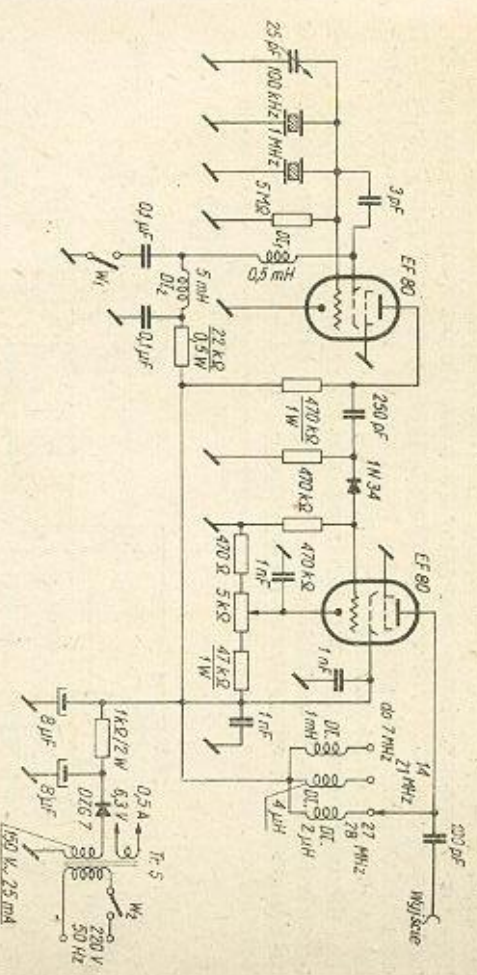 25 pF
100 kHz
1 MHz
5 MΩ
3 pF
Dł₁
0,5 mH
EF 80
0,1 μF
W₁
5 mH
Dł₂
0,1 μF
22 kΩ
0,5 W
470 kΩ
1 W
250 pF
470 kΩ
1N 34
470 kΩ
EF 80
470 Ω
5 kΩ
47 kΩ
1 W
1 nF
1 nF
1 nF
do 7 MHz
14
21 MHz
27
28 MHz
Dł.
1 mH
Dł.
4 μH
Dł.
2 μH
200 pF
Wyjście
8 μF
1 kΩ/2 W
8 μF
DZG 7
0,5 A
6,3 V
Tr. 5
150 V, 25 mA
W₂
220 V
50 Hz